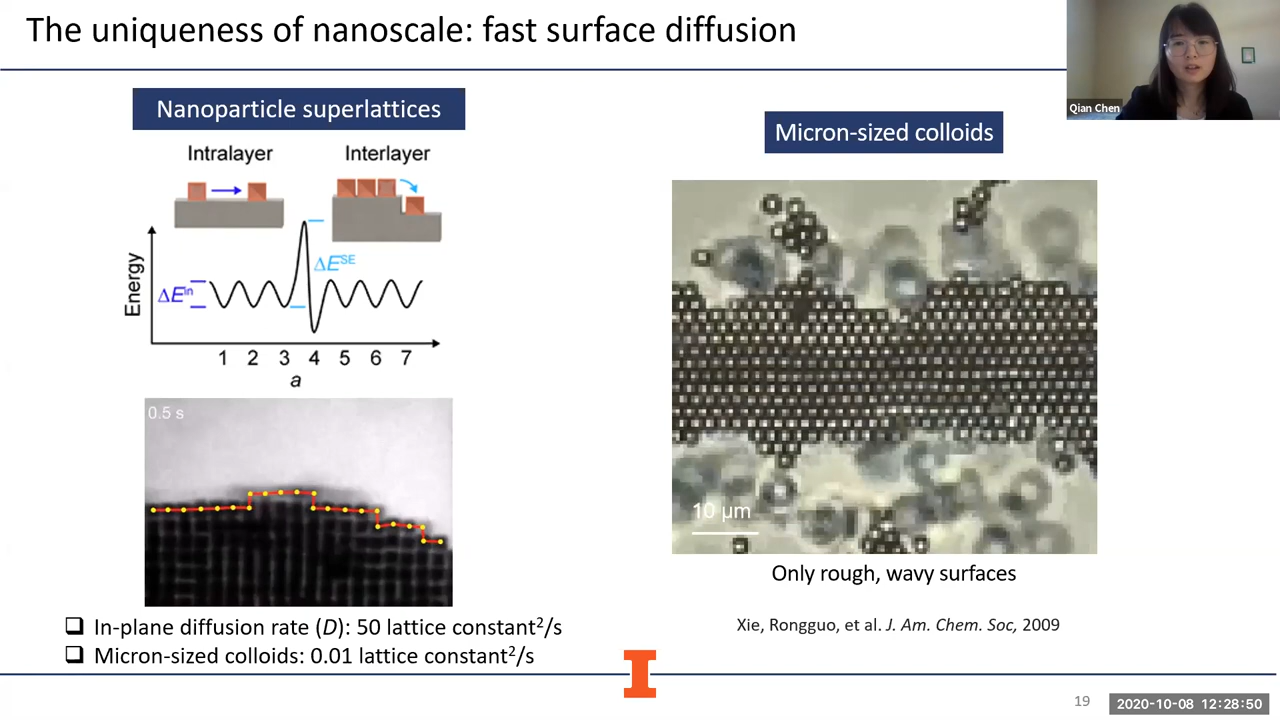 The uniqueness of nanoscale: fast surface diffusion
Qian Chen
Nanoparticle superlattices
Micron-sized colloids
Intralayer
Interlayer
Energy
ΔEⁱⁿ
ΔE^SE
1 2 3 4 5 6 7
a
0.5 s
10 μm
Only rough, wavy surfaces
❑ In-plane diffusion rate (D): 50 lattice constant²/s
❑ Micron-sized colloids: 0.01 lattice constant²/s
Xie, Rongguo, et al. J. Am. Chem. Soc, 2009
I
19
2020-10-08 12:28:50